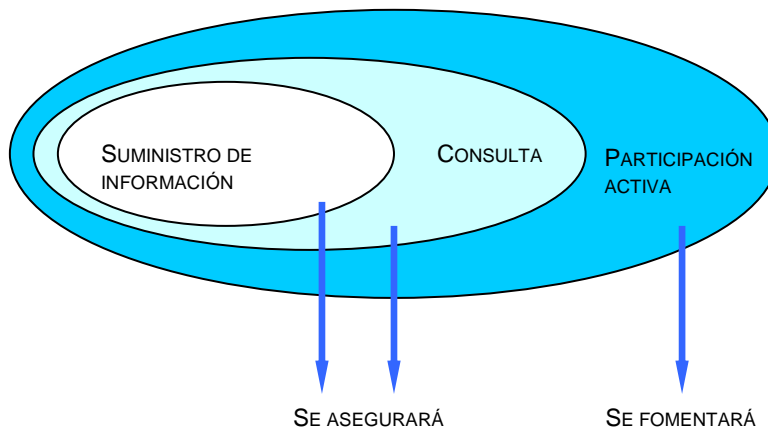 SUMINISTRO DE
INFORMACIÓN
CONSULTA
PARTICIPACIÓN
ACTIVA
SE ASEGURARÁ
SE FOMENTARÁ